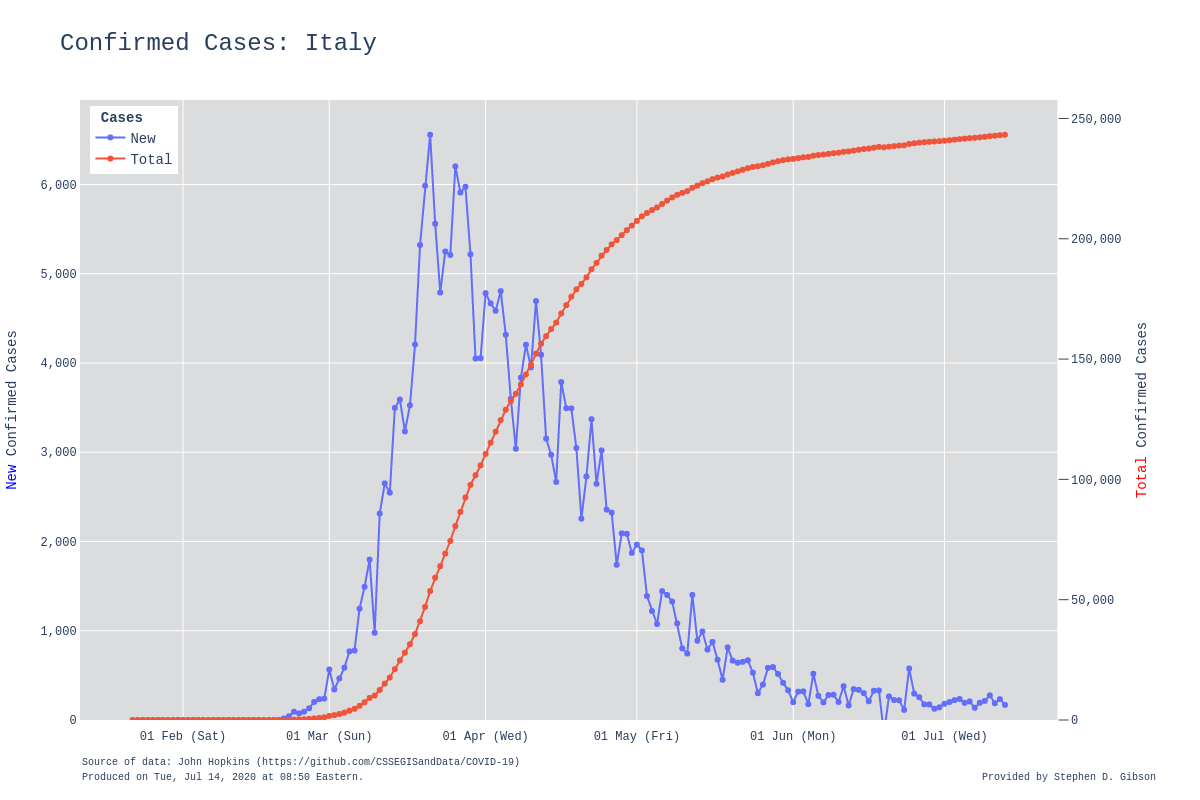 Confirmed Cases: Italy
Cases
New
Total
6,000
5,000
4,000
3,000
2,000
1,000
0
250,000
200,000
150,000
100,000
50,000
0
New Confirmed Cases
Total Confirmed Cases
01 Feb (Sat)
01 Mar (Sun)
01 Apr (Wed)
01 May (Fri)
01 Jun (Mon)
01 Jul (Wed)
Source of data: John Hopkins (https://github.com/CSSEGISandData/COVID-19)
Produced on Tue, Jul 14, 2020 at 08:50 Eastern.
Provided by Stephen D. Gibson